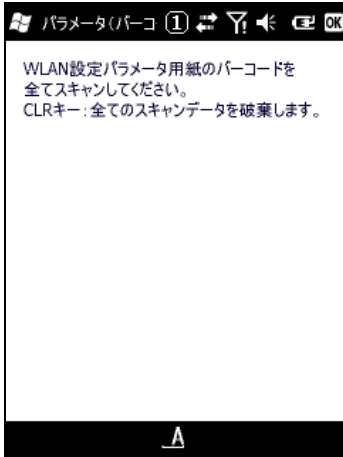 パラメータ(バーコ 1 OK
WLAN設定パラメータ用紙のバーコードを
全てスキャンしてください。
CLRキー:全てのスキャンデータを破棄します。
A